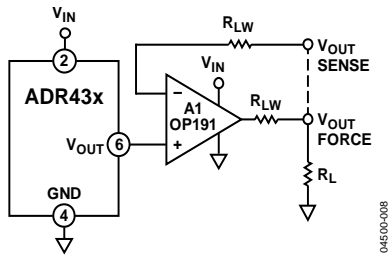 VIN
2
ADR43x
VOUT
6
GND
4
RLW
VIN
A1
OP191
−
+
RLW
VOUT
SENSE
VOUT
FORCE
RL
04500-008